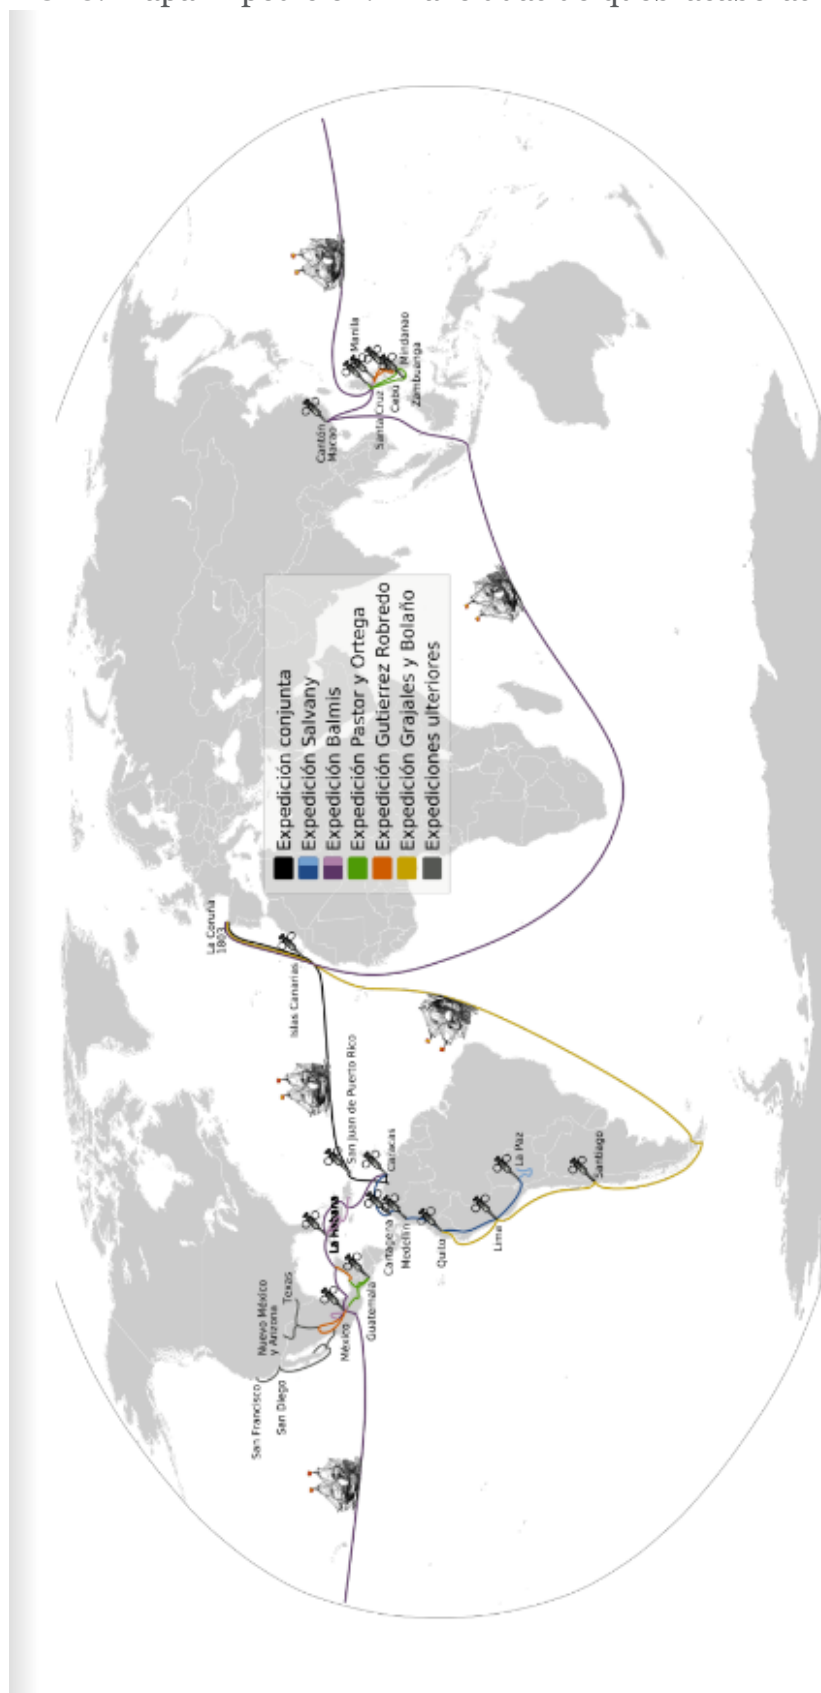 La Coruña
1803
Islas Canarias
San Juan de Puerto Rico
Caracas
La Habana
Cartagena
Medellín
Quito
Lima
La Paz
Santiago
Guatemala
México
Texas
Nuevo México
y Arizona
San Francisco
San Diego
Cantón
Macao
Manila
Santa Cruz
Cebú
Mindanao
Zambuanga
Expedición conjunta
Expedición Salvany
Expedición Balmis
Expedición Pastor y Ortega
Expedición Gutierrez Robredo
Expedición Grajales y Bolaño
Expediciones ulteriores